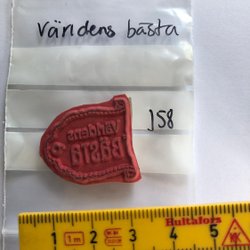 världens bästa
158
Världens
BÄSTA
Hultafors
1 1m 2 3 4 5